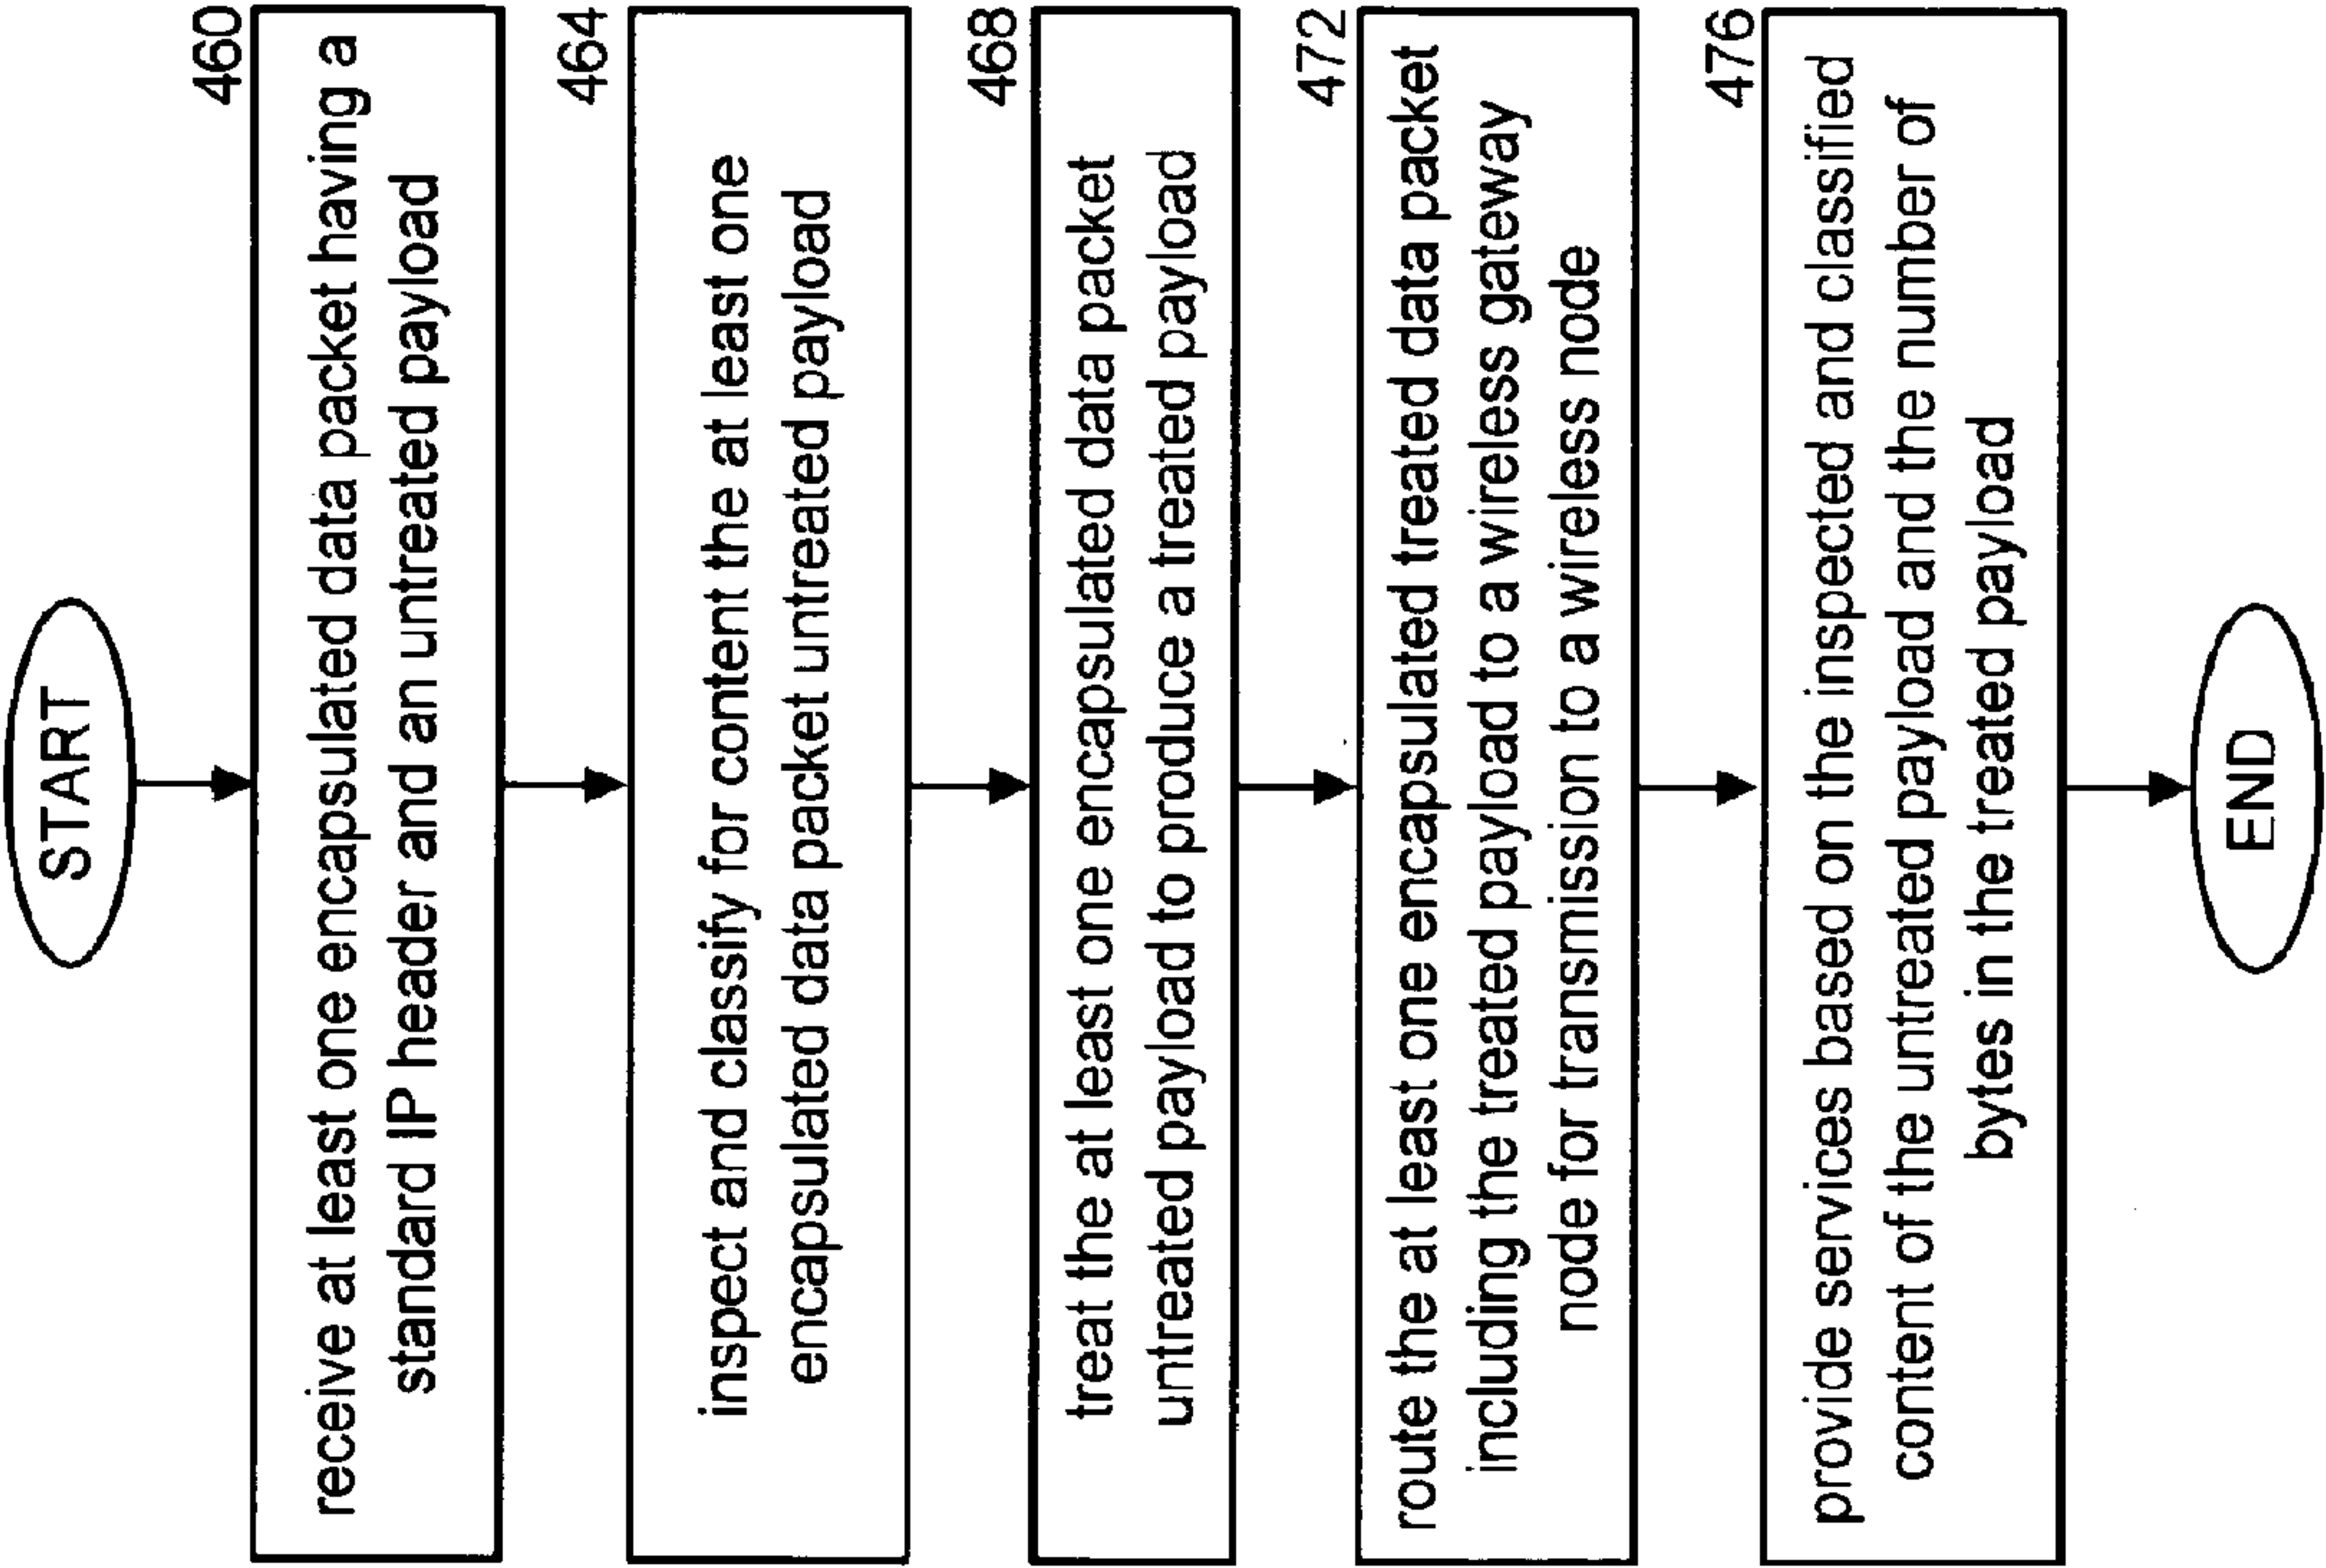 START
460
receive at least one encapsulated data packet having a
standard IP header and an untreated payload
464
inspect and classify for content the at least one
encapsulated data packet untreated payload
468
treat the at least one encapsulated data packet
untreated payload to produce a treated payload
472
route the at least one encapsulated treated data packet
including the treated payload to a wireless gateway
node for transmission to a wireless node
476
provide services based on the inspected and classified
content of the untreated payload and the number of
bytes in the treated payload
END